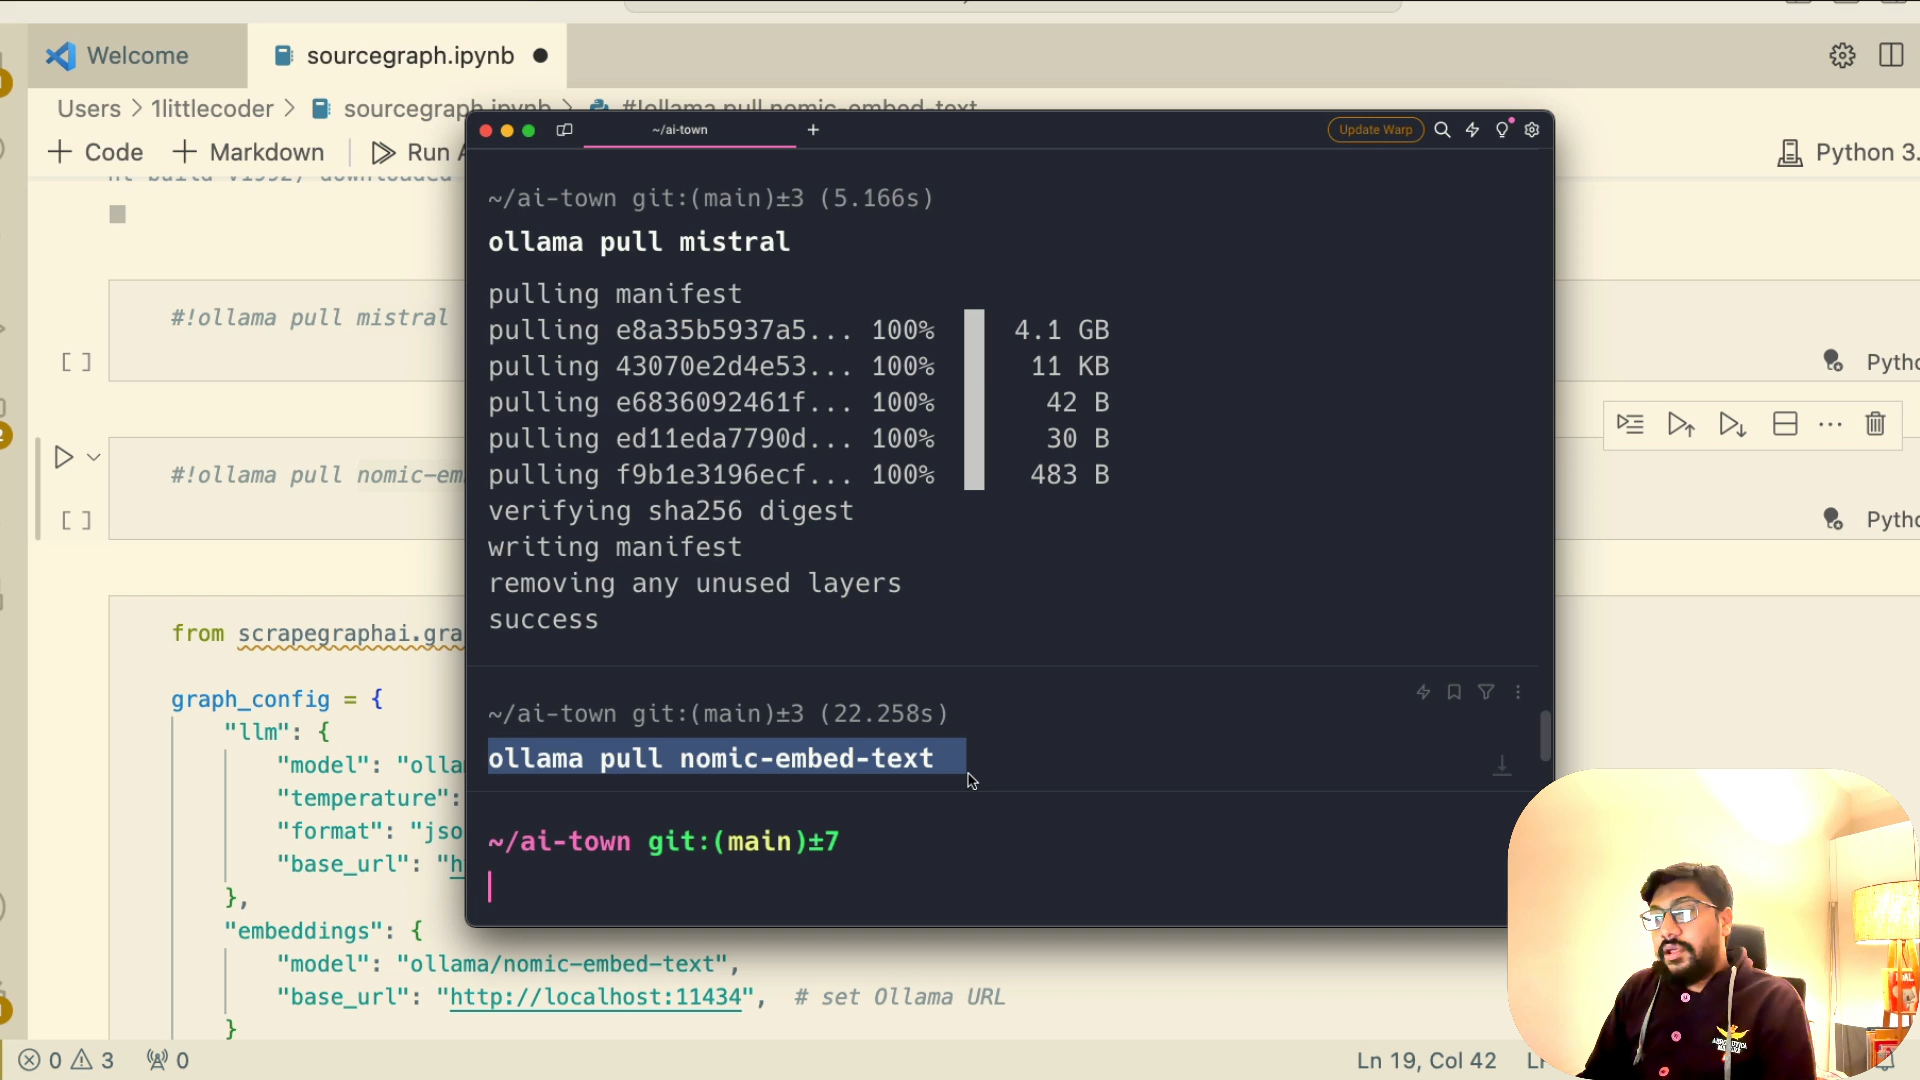 Welcome
sourcegraph.ipynb
Users > 1littlecoder > sourcegraph.ipynb > #!ollama pull nomic-embed-text
Code
Markdown
Run
Python 3.
~/ai-town
Update Warp
~/ai-town git:(main)±3 (5.166s)
ollama pull mistral
pulling manifest
pulling e8a35b5937a5... 100% 4.1 GB
pulling 43070e2d4e53... 100% 11 KB
pulling e6836092461f... 100% 42 B
pulling ed11eda7790d... 100% 30 B
pulling f9b1e3196ecf... 100% 483 B
verifying sha256 digest
writing manifest
removing any unused layers
success
~/ai-town git:(main)±3 (22.258s)
ollama pull nomic-embed-text
~/ai-town git:(main)±7
#!ollama pull mistral
[ ]
#!ollama pull nomic-em
[ ]
from scrapegraphai.gra
graph_config = {
"llm": {
"model": "olla
"temperature":
"format": "jso
"base_url": "h
},
"embeddings": {
"model": "ollama/nomic-embed-text",
"base_url": "http://localhost:11434", # set Ollama URL
}
0 3 0
Ln 19, Col 42